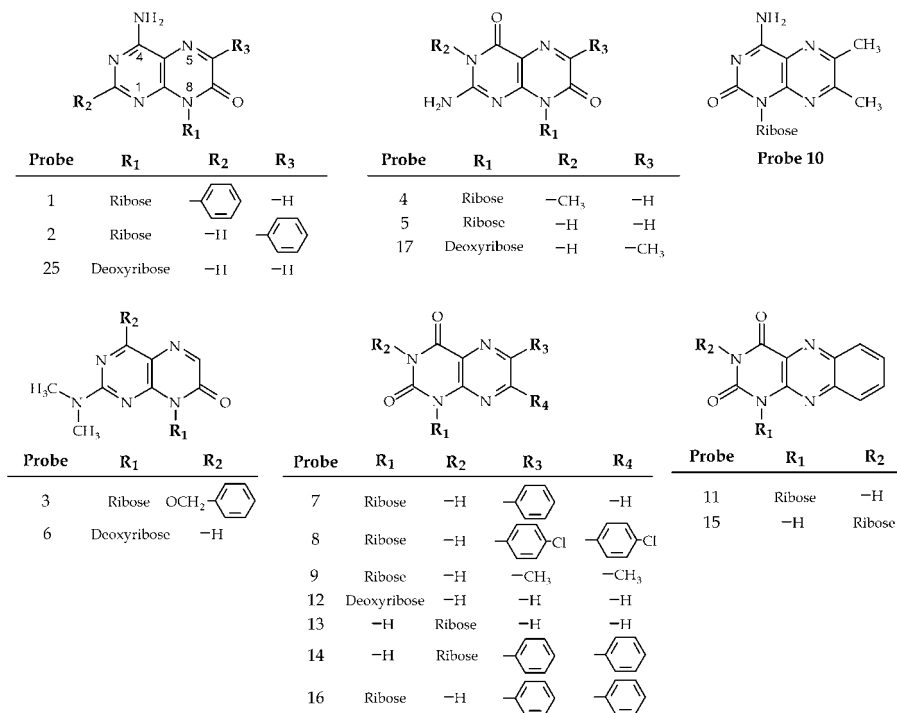 NH₂
4
N
N
5
R₃
R₂
1
N
8
N
O
R₁
Probe R₁ R₂ R₃
1 Ribose –H
2 Ribose –H
25 Deoxyribose –H –H
O
R₂
N
N
R₃
H₂N
N
N
O
R₁
Probe R₁ R₂ R₃
4 Ribose –CH₃ –H
5 Ribose –H –H
17 Deoxyribose –H –CH₃
NH₂
N
N
CH₃
O
N
N
CH₃
Ribose
Probe 10
R₂
N
N
H₃C
N
N
N
O
CH₃
R₁
Probe R₁ R₂
3 Ribose OCH₂
6 Deoxyribose –H
O
R₂
N
N
R₃
O
N
N
R₄
R₁
Probe R₁ R₂ R₃ R₄
7 Ribose –H –H
8 Ribose –H Cl Cl
9 Ribose –H –CH₃ –CH₃
12 Deoxyribose –H –H –H
13 –H Ribose –H –H
14 –H Ribose
16 Ribose –H
O
R₂
N
N
O
N
N
R₁
Probe R₁ R₂
11 Ribose –H
15 –H Ribose